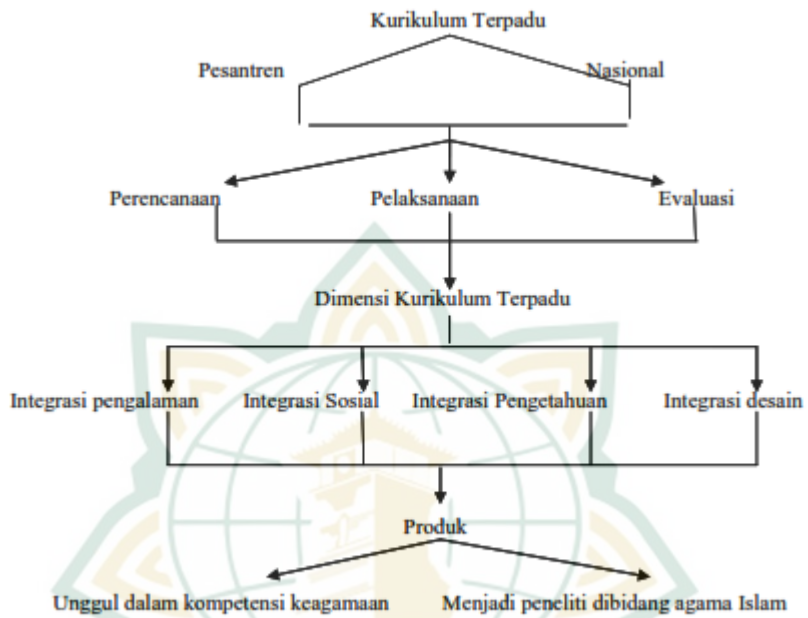 Kurikulum Terpadu
Pesantren Nasional
Perencanaan Pelaksanaan Evaluasi
Dimensi Kurikulum Terpadu
Integrasi pengalaman Integrasi Sosial Integrasi Pengetahuan Integrasi desain
Produk
Unggul dalam kompetensi keagamaan Menjadi peneliti dibidang agama Islam